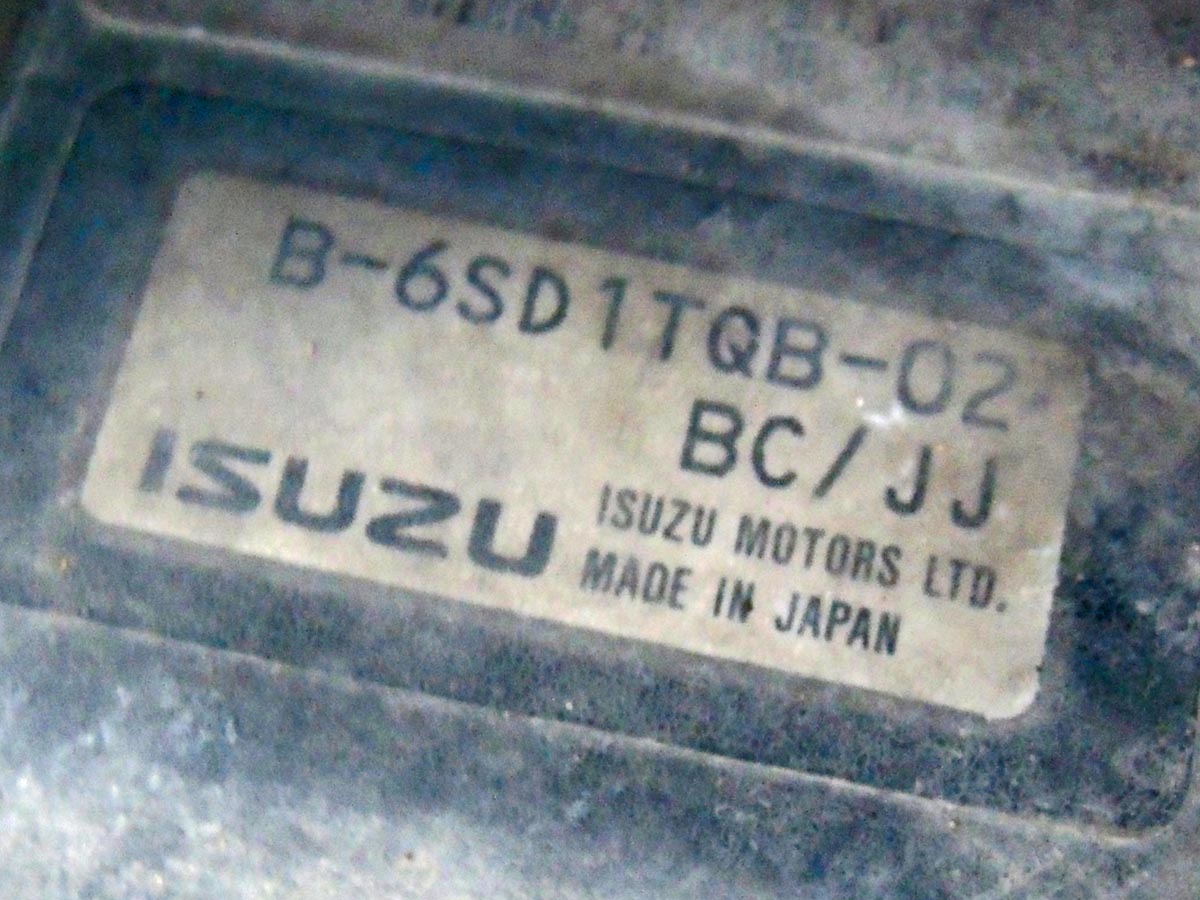 B-6SD1TQB-02
BC/JJ
ISUZU
ISUZU MOTORS LTD.
MADE IN JAPAN